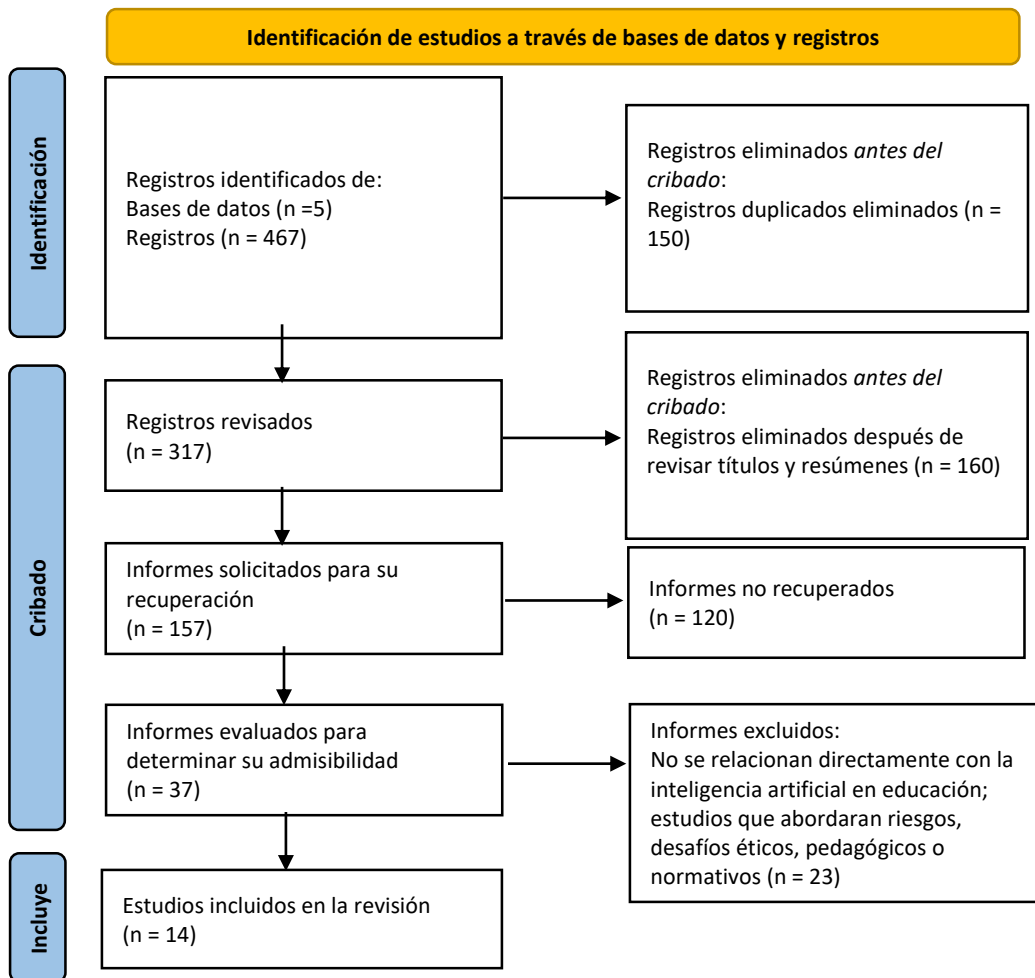 Identificación de estudios a través de bases de datos y registros
Identificación
Registros identificados de:
Bases de datos (n =5)
Registros (n = 467)
Registros eliminados antes del
cribado:
Registros duplicados eliminados (n =
150)
Cribado
Registros revisados
(n = 317)
Registros eliminados antes del
cribado:
Registros eliminados después de
revisar títulos y resúmenes (n = 160)
Informes solicitados para su
recuperación
(n = 157)
Informes no recuperados
(n = 120)
Informes evaluados para
determinar su admisibilidad
(n = 37)
Informes excluidos:
No se relacionan directamente con la
inteligencia artificial en educación;
estudios que abordaran riesgos,
desafíos éticos, pedagógicos o
normativos (n = 23)
Incluye
Estudios incluidos en la revisión
(n = 14)